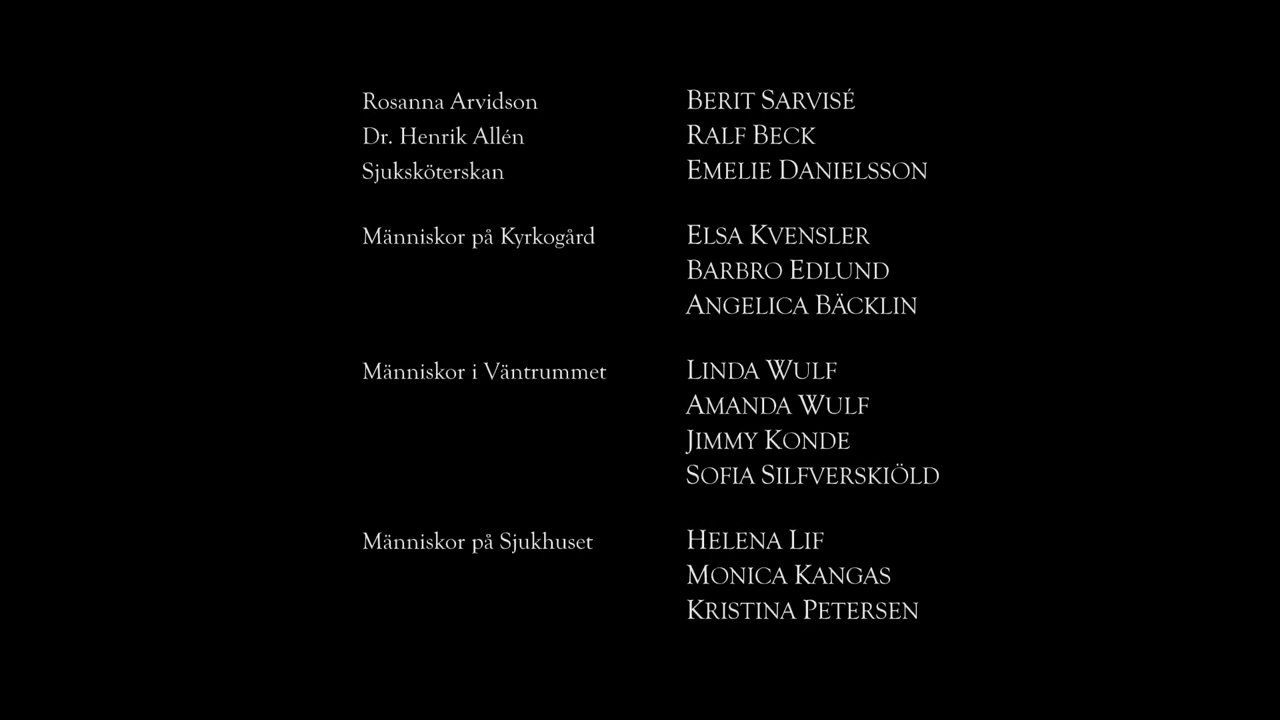 Rosanna Arvidson BERIT SARVISÉ
Dr. Henrik Allén RALF BECK
Sjuksköterskan EMELIE DANIELSSON
Människor på Kyrkogård ELSA KVENSLER
BARBRO EDLUND
ANGELICA BÄCKLIN
Människor i Väntrummet LINDA WULF
AMANDA WULF
JIMMY KONDE
SOFIA SILFVERSKIÖLD
Människor på Sjukhuset HELENA LIF
MONICA KANGAS
KRISTINA PETERSEN